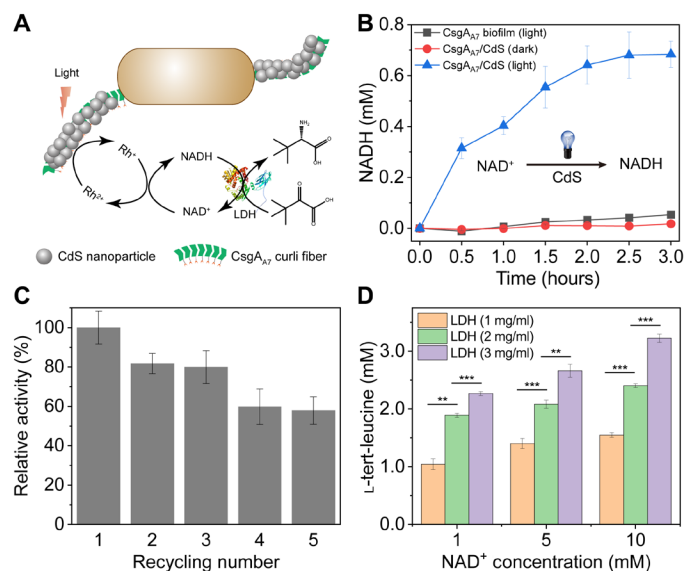 A
Light
Rh⁺
Rh²⁺
NADH
NAD⁺
LDH
NH₂
O
OH
O
OH
O
CdS nanoparticle
CsgA_A7 curli fiber
B
CsgA_A7 biofilm (light)
CsgA_A7/CdS (dark)
CsgA_A7/CdS (light)
NAD⁺
CdS
NADH
NADH (mM)
0.8
0.6
0.4
0.2
0.0
0.0 0.5 1.0 1.5 2.0 2.5 3.0
Time (hours)
C
Relative activity (%)
100
80
60
40
20
0
1 2 3 4 5
Recycling number
D
LDH (1 mg/ml)
LDH (2 mg/ml)
LDH (3 mg/ml)
** *** *** ** *** ***
L-tert-leucine (mM)
3.0
2.0
1.0
0.0
1 5 10
NAD⁺ concentration (mM)